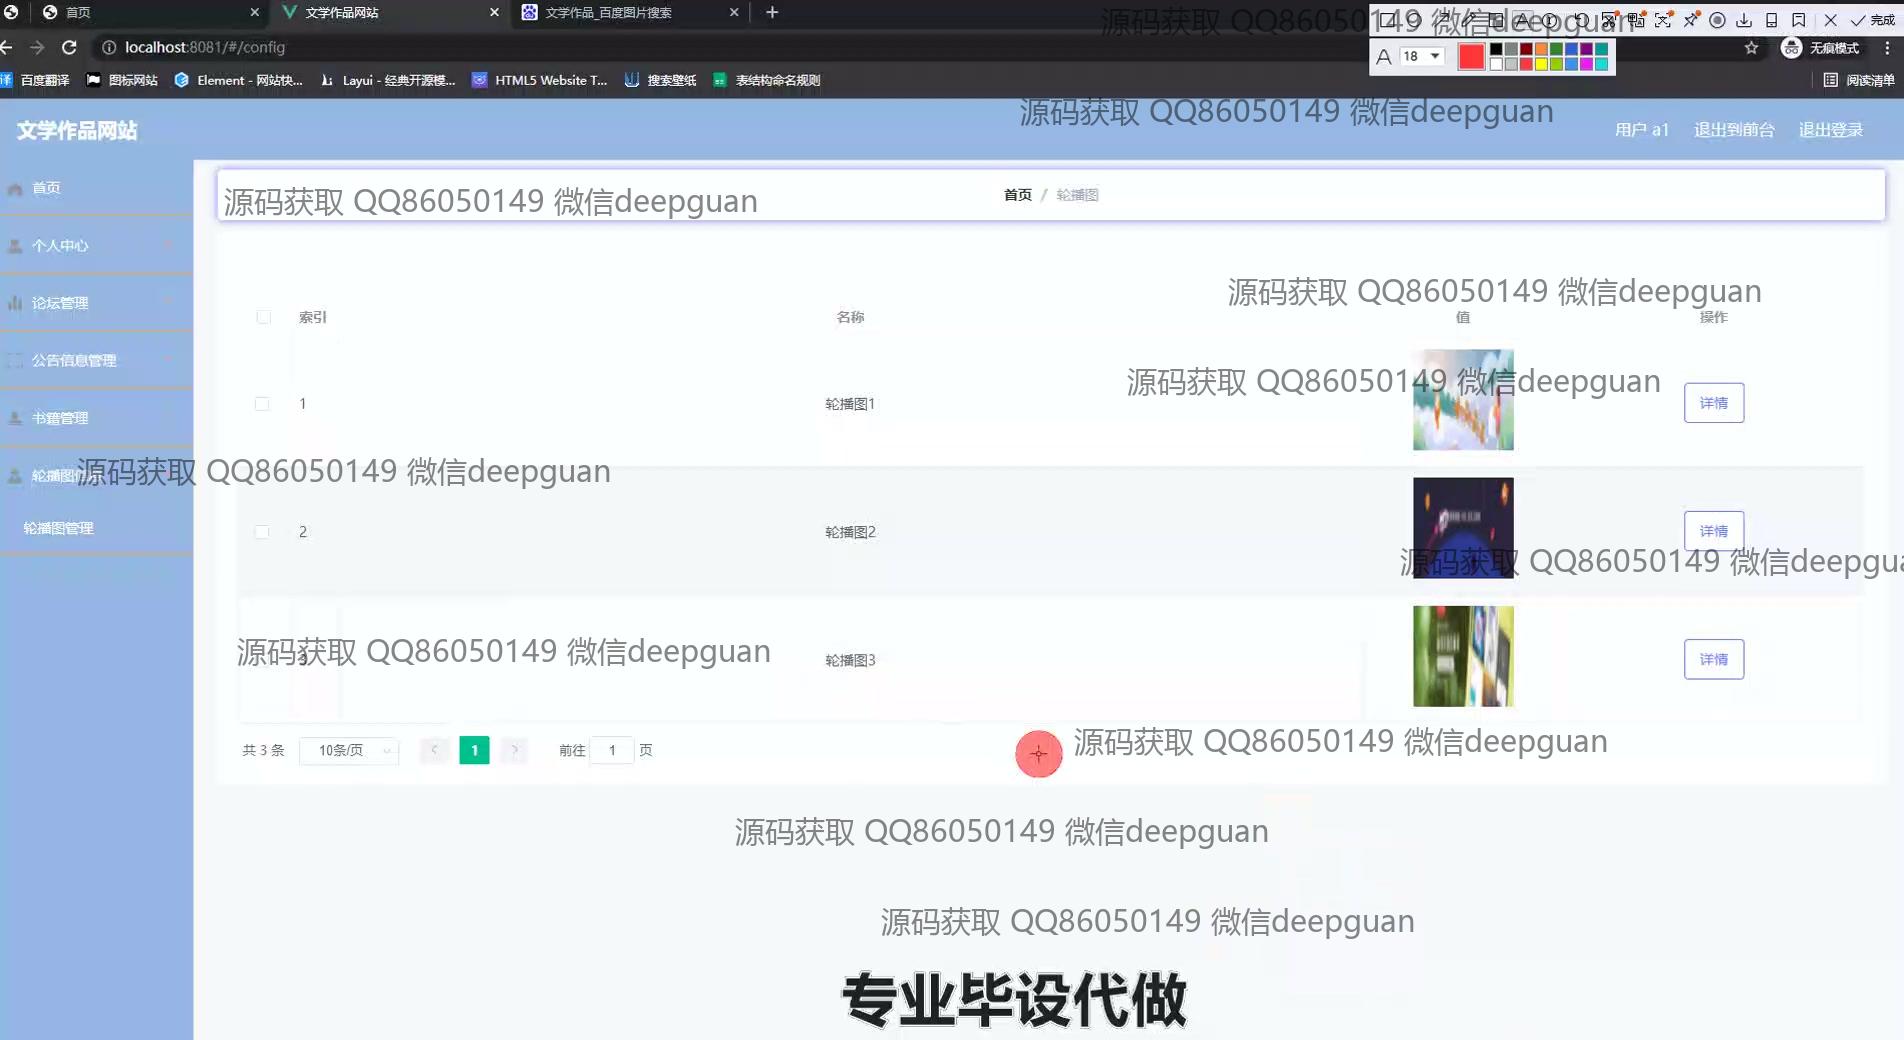 首页
文学作品网站
文学作品_百度图片搜索
完成
localhost:8081/#/config
A 18
无痕模式
译 百度翻译
图标网站
Element - 网站快...
Layui - 经典开源模...
HTML5 Website T...
搜索壁纸
表结构命名规则
阅读清单
源码获取 QQ86050149 微信deepguan
源码获取 QQ86050149 微信deepguan
文学作品网站
用户 a1 退出到前台 退出登录
首页
个人中心
论坛管理
公告信息管理
书籍管理
轮播图管理
源码获取 QQ86050149 微信deepguan
首页 / 轮播图
源码获取 QQ86050149 微信deepguan
索引 名称 值 操作
源码获取 QQ86050149 微信deepguan
1 轮播图1 详情
源码获取 QQ86050149 微信deepguan
2 轮播图2 详情
源码获取 QQ86050149 微信deepgua
源码获取 QQ86050149 微信deepguan
3 轮播图3 详情
共 3 条 10条/页 < 1 > 前往 1 页
源码获取 QQ86050149 微信deepguan
源码获取 QQ86050149 微信deepguan
源码获取 QQ86050149 微信deepguan
专业毕设代做